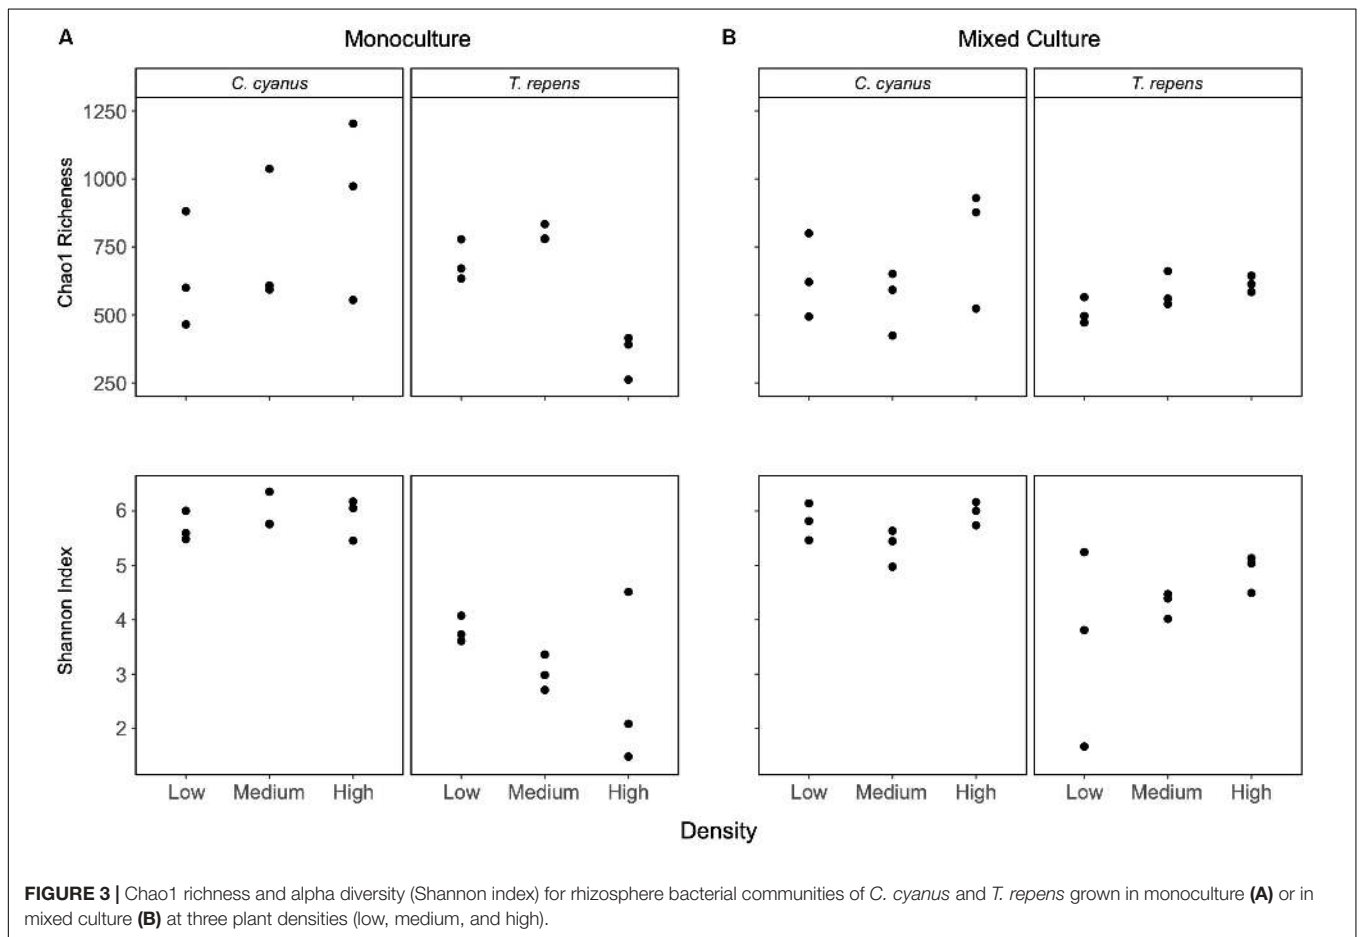 A Monoculture B Mixed Culture
C. cyanus T. repens C. cyanus T. repens
Chao1 Richeness
1250
1000
750
500
250
Shannon Index
6
5
4
3
2
Low Medium High Low Medium High Low Medium High Low Medium High
Density
FIGURE 3 | Chao1 richness and alpha diversity (Shannon index) for rhizosphere bacterial communities of C. cyanus and T. repens grown in monoculture (A) or in
mixed culture (B) at three plant densities (low, medium, and high).